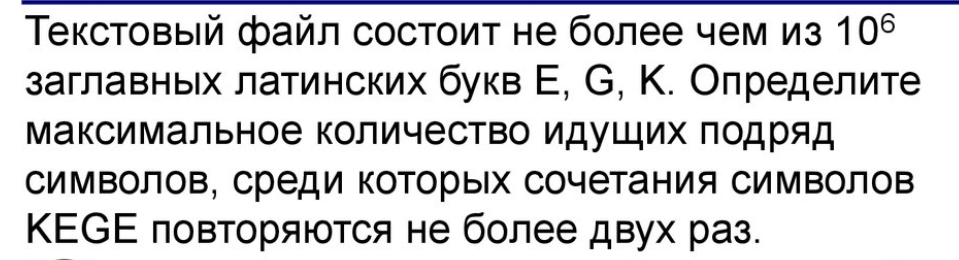 Текстовый файл состоит не более чем из 10⁶
заглавных латинских букв E, G, K. Определите
максимальное количество идущих подряд
символов, среди которых сочетания символов
KEGE повторяются не более двух раз.